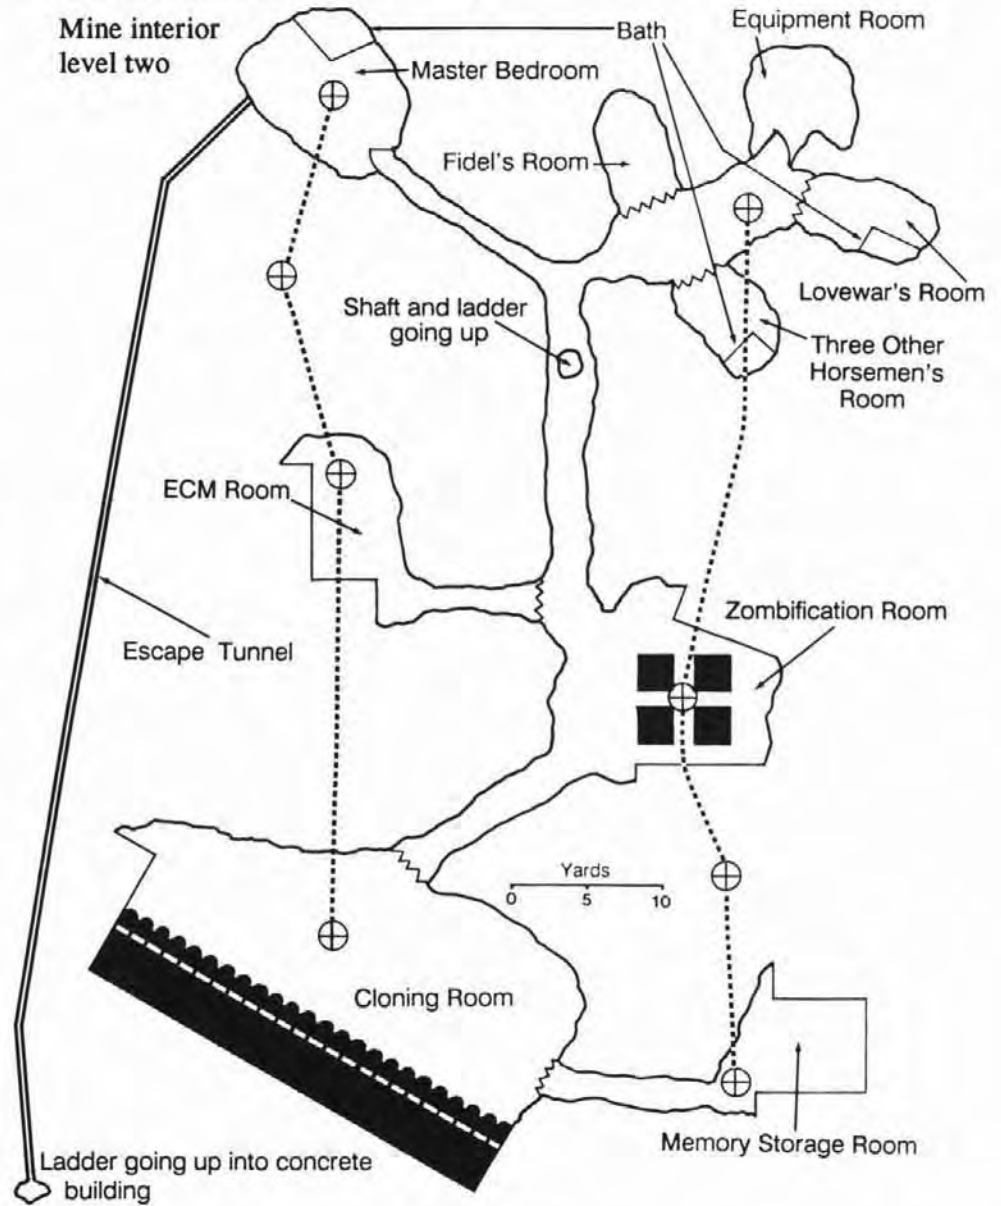 Mine interior
level two
Bath
Equipment Room
Master Bedroom
Fidel's Room
Lovewar's Room
Shaft and ladder
going up
Three Other
Horsemen's
Room
ECM Room
Zombification Room
Escape Tunnel
Yards
0 5 10
Cloning Room
Memory Storage Room
Ladder going up into concrete
building